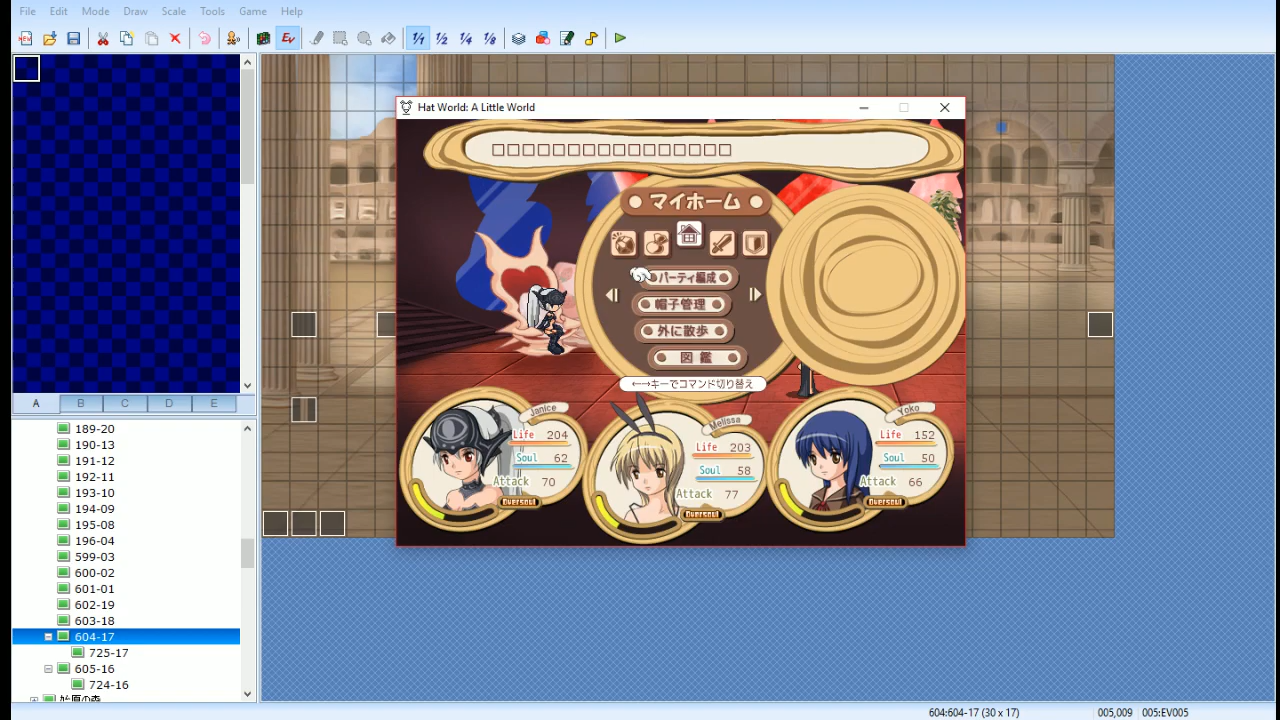 File Edit Mode Draw Scale Tools Game Help
NEW Ev 1/1 1/2 1/4 1/8
Hat World: A Little World
□□□□□□□□□□□□□□□□
マイホーム
パーティ編成
帽子管理
外に散歩
図鑑
←→キーでコマンド切り替え
Janice
Life 204
Soul 62
Attack 70
Oversoul
Melissa
Life 203
Soul 58
Attack 77
Oversoul
Yoko
Life 152
Soul 50
Attack 66
Oversoul
A B C D E
189-20
190-13
191-12
192-11
193-10
194-09
195-08
196-04
599-03
600-02
601-01
602-19
603-18
604-17
725-17
605-16
724-16
604:604-17 (30 x 17) 005,009 005:EV005